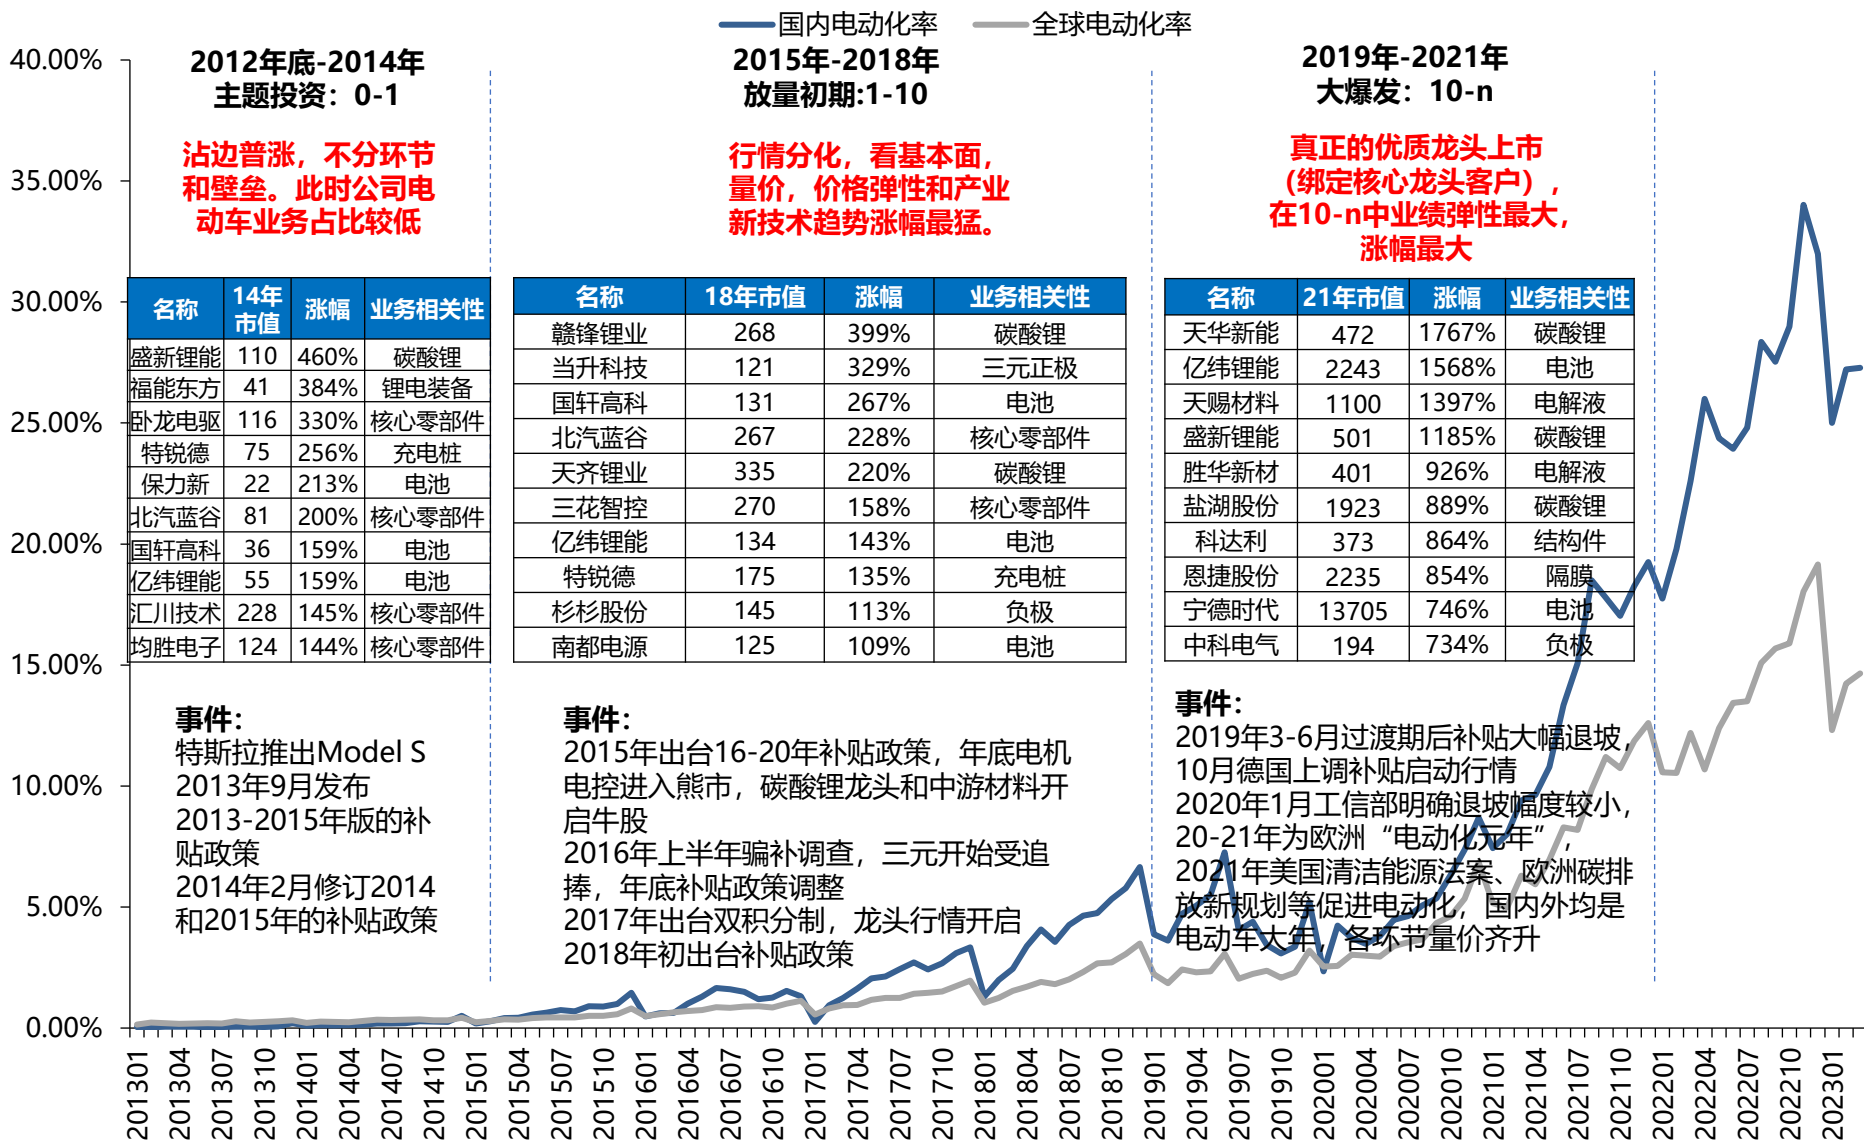 国内电动化率
全球电动化率
40.00%
35.00%
30.00%
25.00%
20.00%
15.00%
10.00%
5.00%
0.00%
2012年底-2014年
主题投资：0-1
沾边普涨，不分环节
和壁垒。此时公司电
动车业务占比较低
名称 14年市值 涨幅 业务相关性
盛新锂能 110 460% 碳酸锂
福能东方 41 384% 锂电装备
卧龙电驱 116 330% 核心零部件
特锐德 75 256% 充电桩
保力新 22 213% 电池
北汽蓝谷 81 200% 核心零部件
国轩高科 36 159% 电池
亿纬锂能 55 159% 电池
汇川技术 228 145% 核心零部件
均胜电子 124 144% 核心零部件
事件：
特斯拉推出Model S
2013年9月发布
2013-2015年版的补
贴政策
2014年2月修订2014
和2015年的补贴政策
2015年-2018年
放量初期:1-10
行情分化，看基本面，
量价，价格弹性和产业
新技术趋势涨幅最猛。
名称 18年市值 涨幅 业务相关性
赣锋锂业 268 399% 碳酸锂
当升科技 121 329% 三元正极
国轩高科 131 267% 电池
北汽蓝谷 267 228% 核心零部件
天齐锂业 335 220% 碳酸锂
三花智控 270 158% 核心零部件
亿纬锂能 134 143% 电池
特锐德 175 135% 充电桩
杉杉股份 145 113% 负极
南都电源 125 109% 电池
事件：
2015年出台16-20年补贴政策，年底电机
电控进入熊市，碳酸锂龙头和中游材料开
启牛股
2016年上半年骗补调查，三元开始受追
捧，年底补贴政策调整
2017年出台双积分制，龙头行情开启
2018年初出台补贴政策
2019年-2021年
大爆发：10-n
真正的优质龙头上市
（绑定核心龙头客户），
在10-n中业绩弹性最大，
涨幅最大
名称 21年市值 涨幅 业务相关性
天华新能 472 1767% 碳酸锂
亿纬锂能 2243 1568% 电池
天赐材料 1100 1397% 电解液
盛新锂能 501 1185% 碳酸锂
胜华新材 401 926% 电解液
盐湖股份 1923 889% 碳酸锂
科达利 373 864% 结构件
恩捷股份 2235 854% 隔膜
宁德时代 13705 746% 电池
中科电气 194 734% 负极
事件：
2019年3-6月过渡期后补贴大幅退坡，
10月德国上调补贴启动行情
2020年1月工信部明确退坡幅度较小，
20-21年为欧洲“电动化元年”，
2021年美国清洁能源法案、欧洲碳排
放新规划等促进电动化，国内外均是
电动车大年，各环节量价齐升
201301
201304
201307
201310
201401
201404
201407
201410
201501
201504
201507
201510
201601
201604
201607
201610
201701
201704
201707
201710
201801
201804
201807
201810
201901
201904
201907
201910
202001
202004
202007
202010
202101
202104
202107
202110
202201
202204
202207
202210
202301